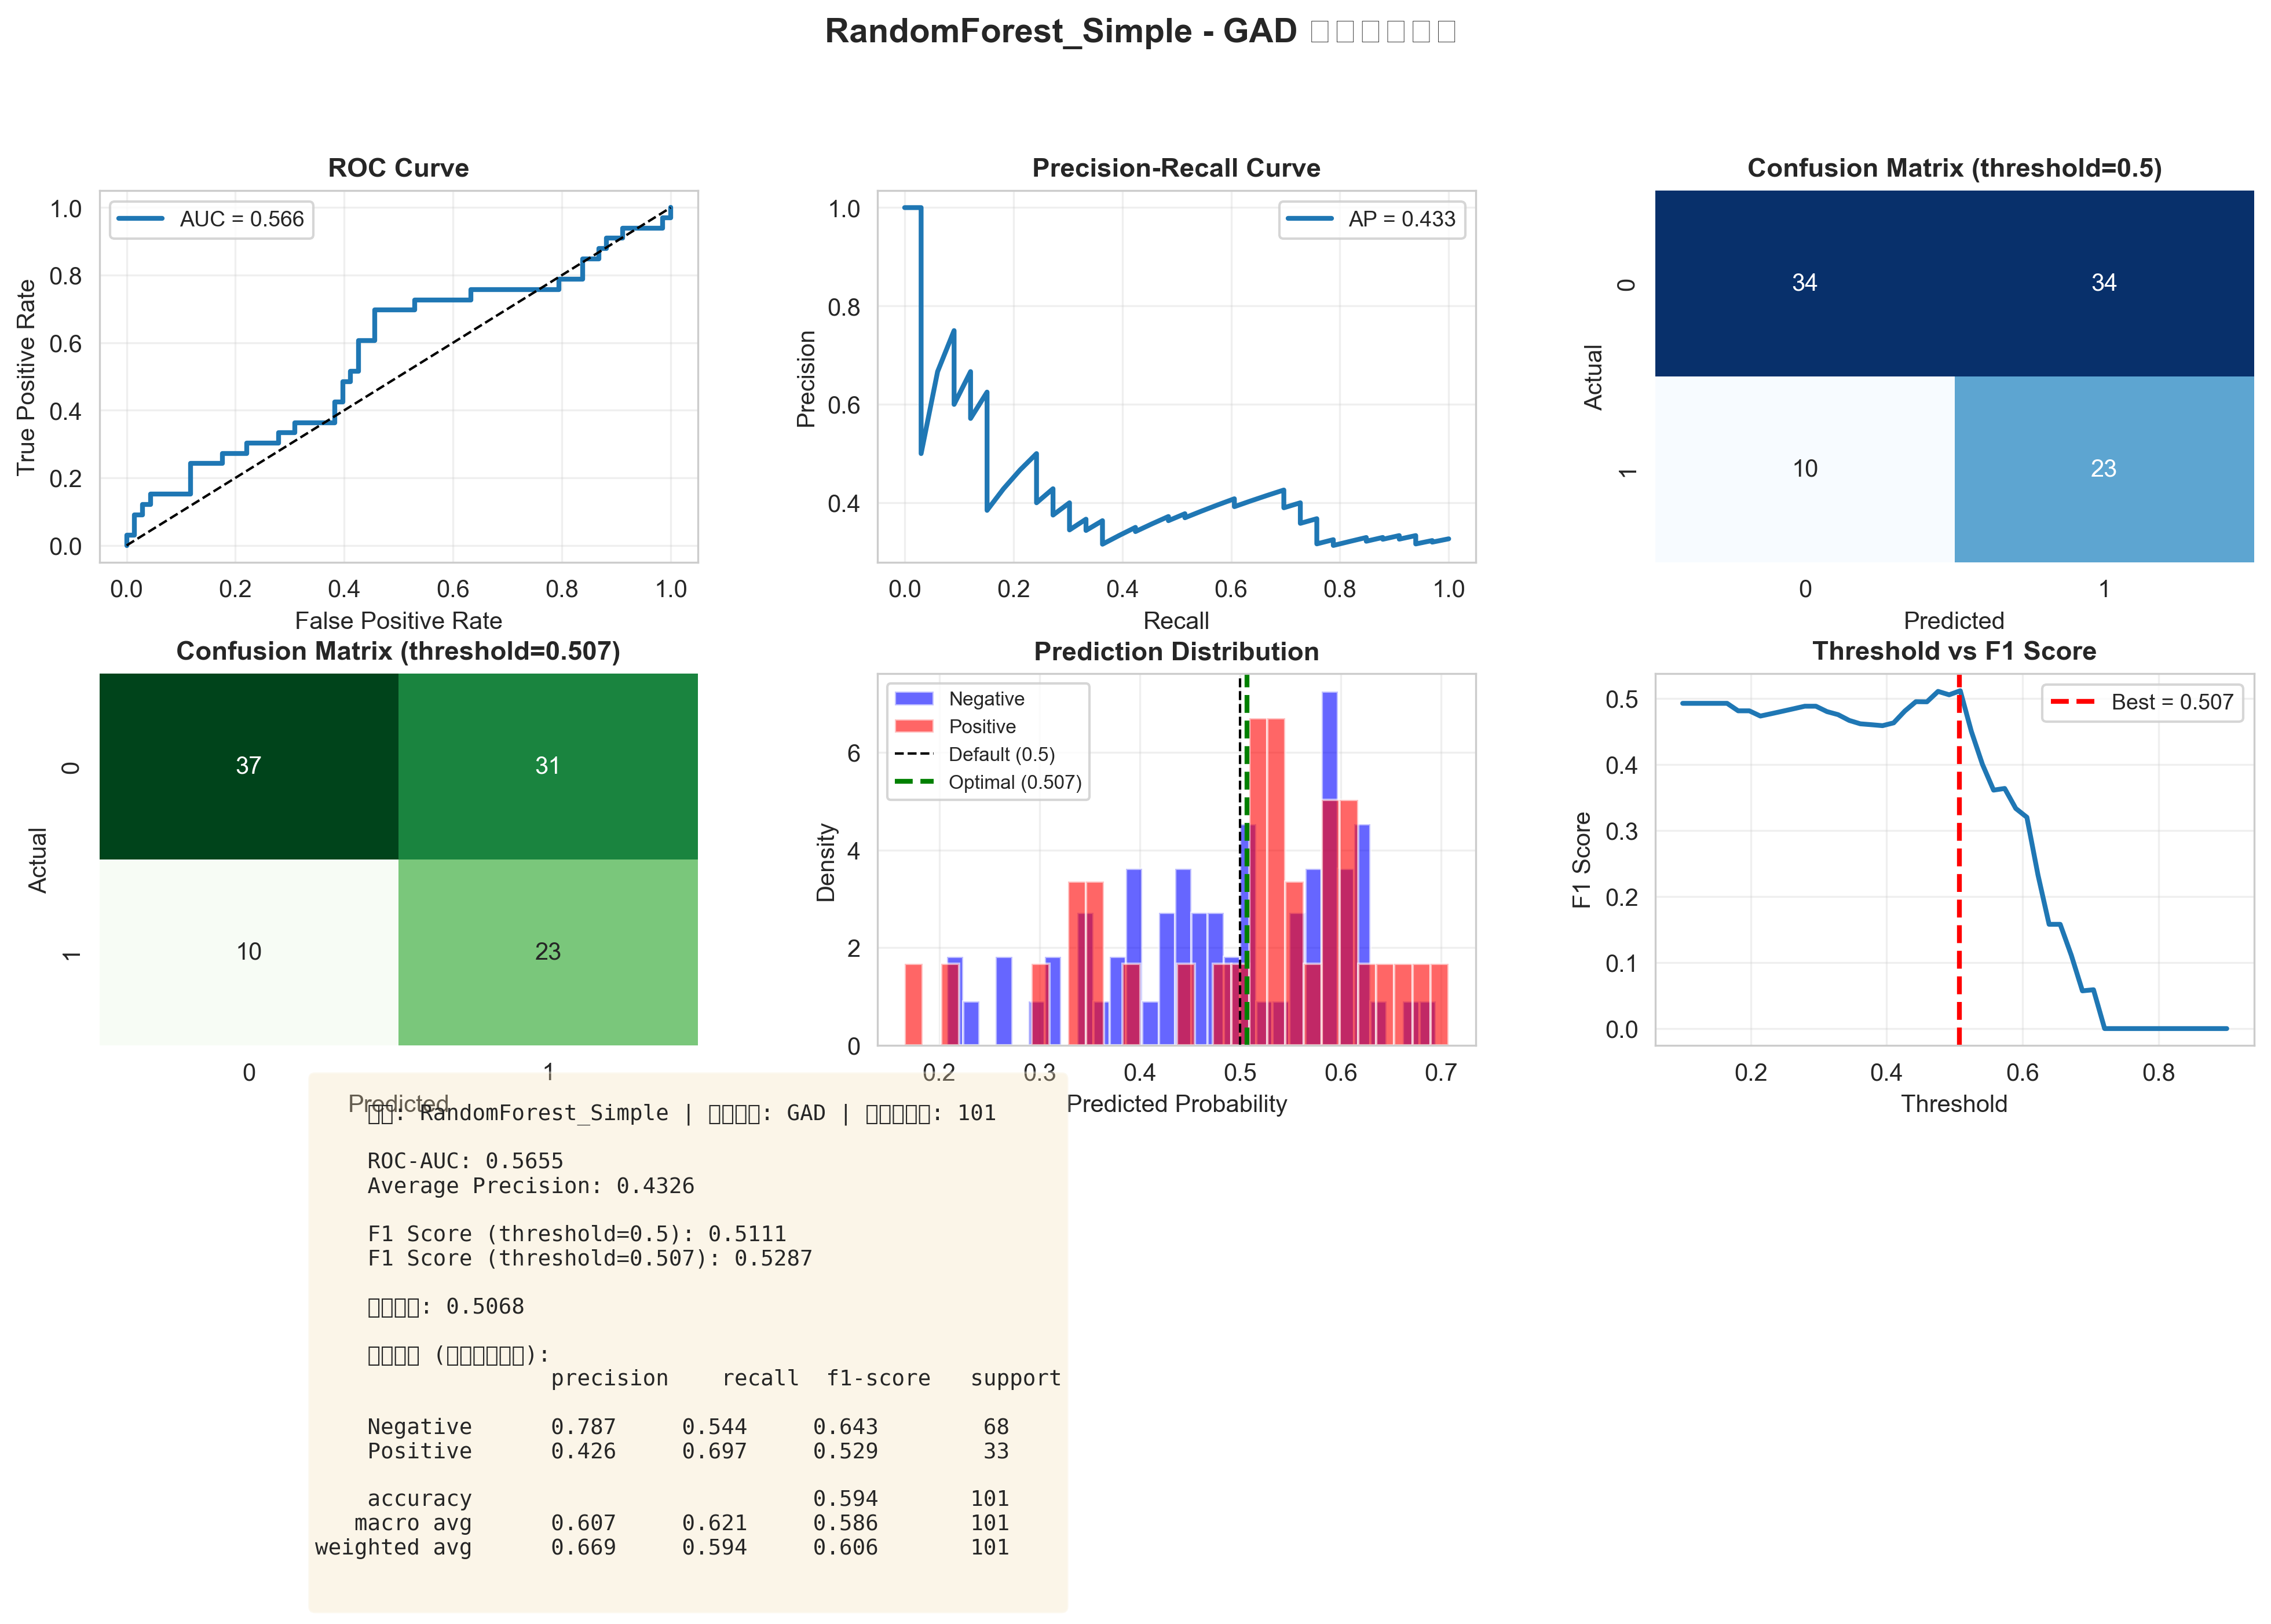 RandomForest_Simple - GAD
ROC Curve
AUC = 0.566
1.0
0.8
0.6
0.4
0.2
0.0
True Positive Rate
0.0 0.2 0.4 0.6 0.8 1.0
False Positive Rate
Precision-Recall Curve
AP = 0.433
1.0
0.8
0.6
0.4
Precision
0.0 0.2 0.4 0.6 0.8 1.0
Recall
Confusion Matrix (threshold=0.5)
34 34
10 23
0
1
Actual
0 1
Predicted
Confusion Matrix (threshold=0.507)
37 31
10 23
0
1
Actual
0 1
Predicted
Prediction Distribution
Negative
Positive
Default (0.5)
Optimal (0.507)
6
4
2
0
Density
0.2 0.3 0.4 0.5 0.6 0.7
Predicted Probability
Threshold vs F1 Score
Best = 0.507
0.5
0.4
0.3
0.2
0.1
0.0
F1 Score
0.2 0.4 0.6 0.8
Threshold
: RandomForest_Simple | : GAD | : 101
ROC-AUC: 0.5655
Average Precision: 0.4326
F1 Score (threshold=0.5): 0.5111
F1 Score (threshold=0.507): 0.5287
: 0.5068
():
precision recall f1-score support
Negative 0.787 0.544 0.643 68
Positive 0.426 0.697 0.529 33
accuracy 0.594 101
macro avg 0.607 0.621 0.586 101
weighted avg 0.669 0.594 0.606 101